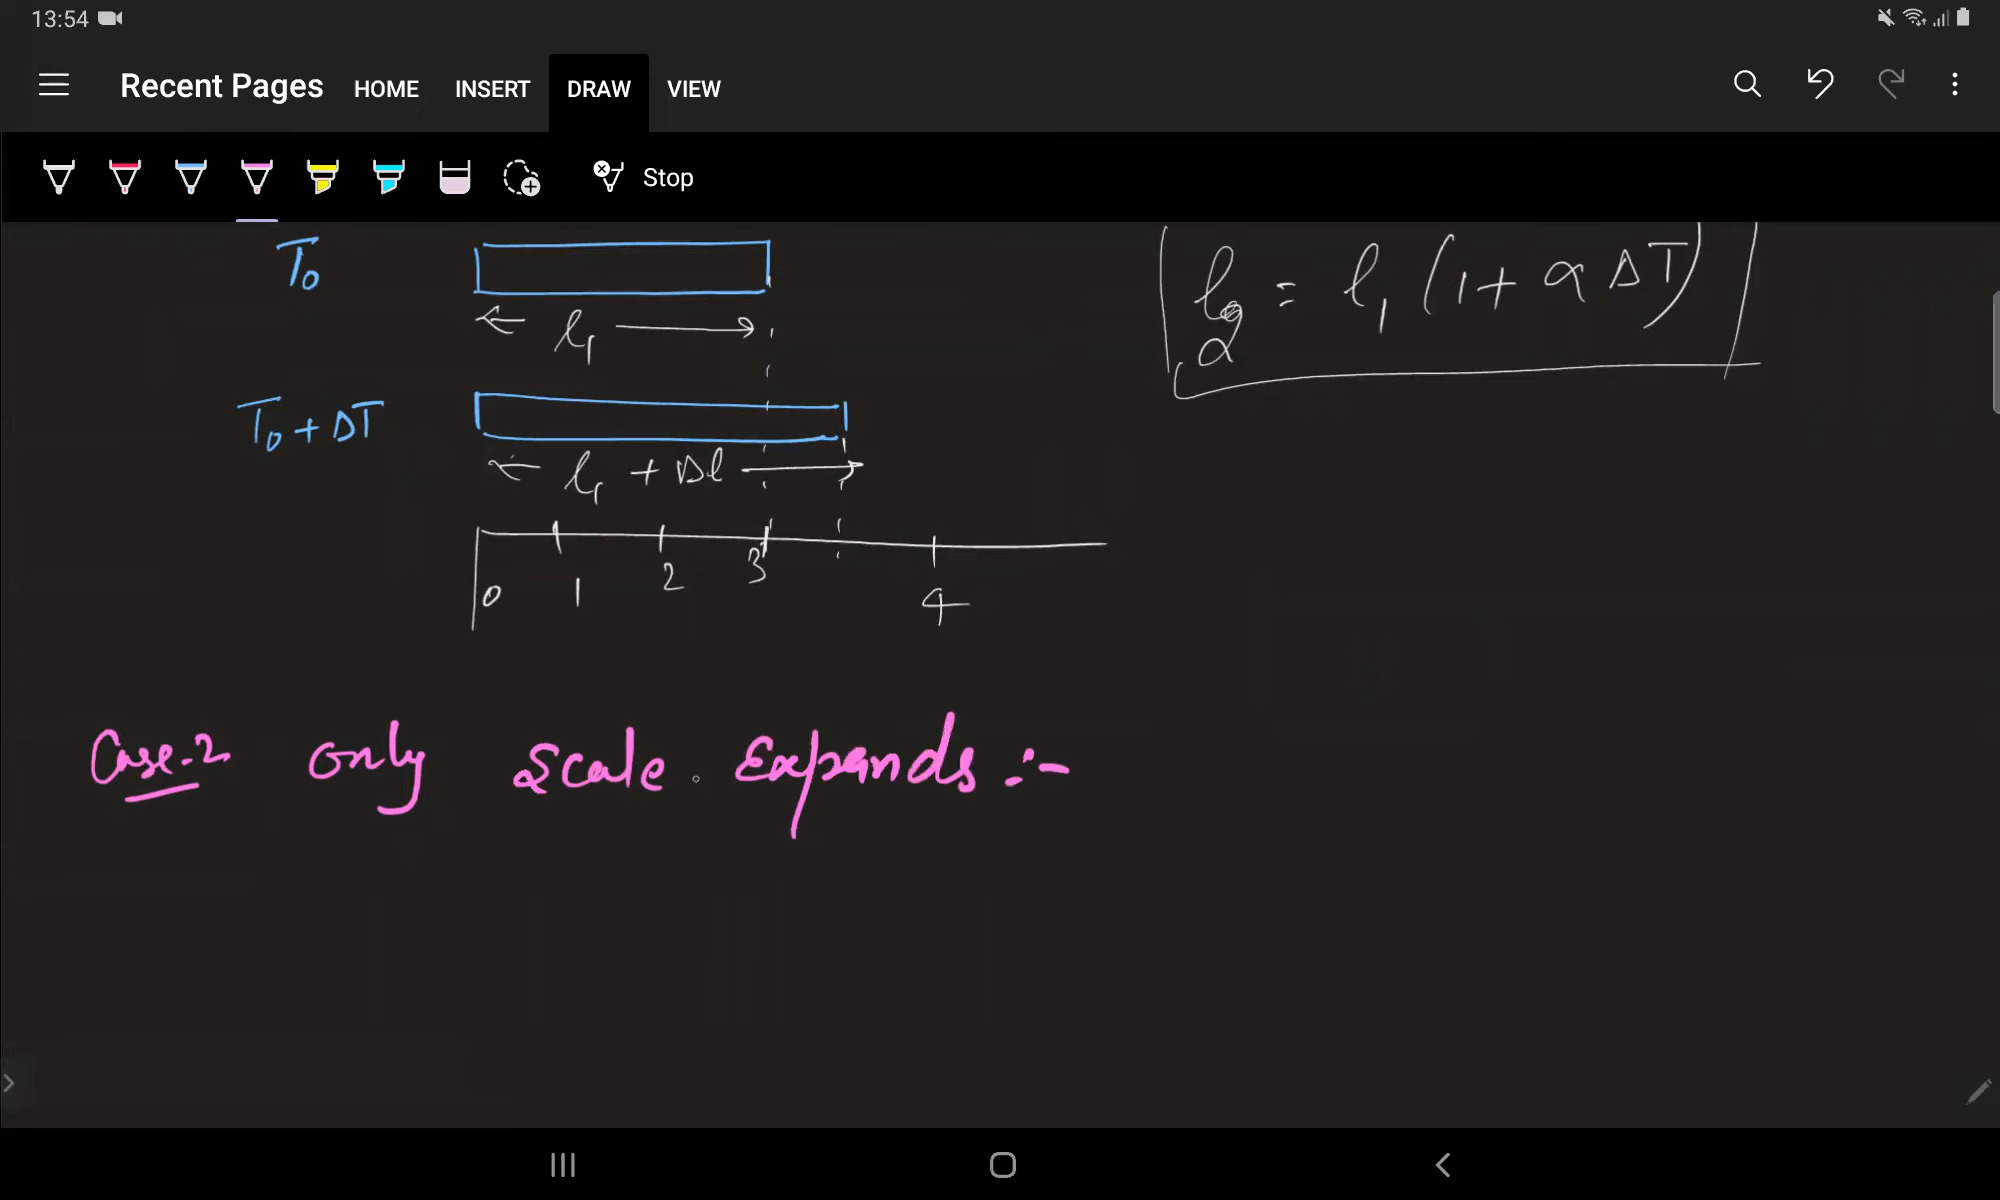 13:54
Recent Pages HOME INSERT DRAW VIEW
Stop
T₀
l₁
l₂ = l₁ (1 + α ΔT)
α
T₀ + ΔT
l₁ + Δl
0 1 2 3 4
Case-2 only Scale Expands :-